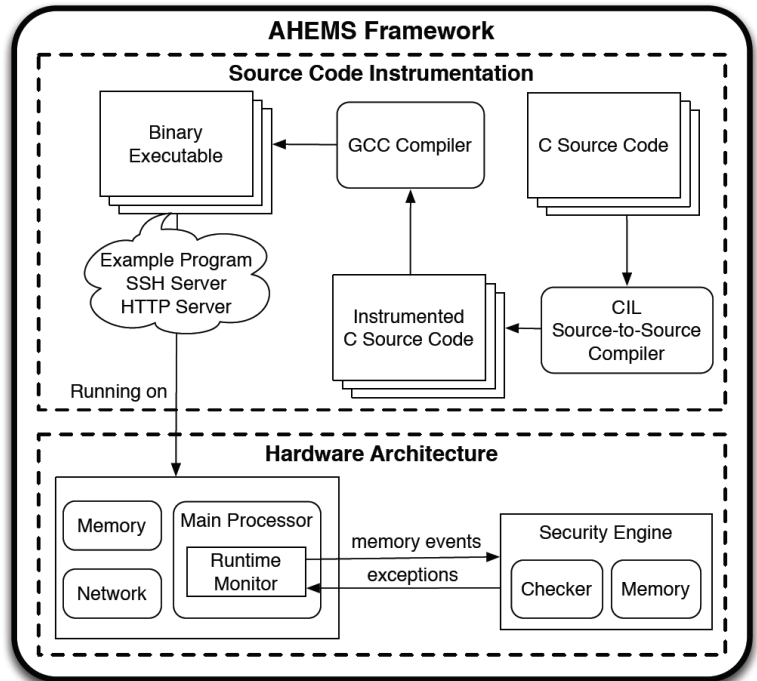 AHEMS Framework
Source Code Instrumentation
Binary
Executable
GCC Compiler
C Source Code
Example Program
SSH Server
HTTP Server
Instrumented
C Source Code
CIL
Source-to-Source
Compiler
Running on
Hardware Architecture
Memory
Network
Main Processor
Runtime
Monitor
memory events
exceptions
Security Engine
Checker
Memory